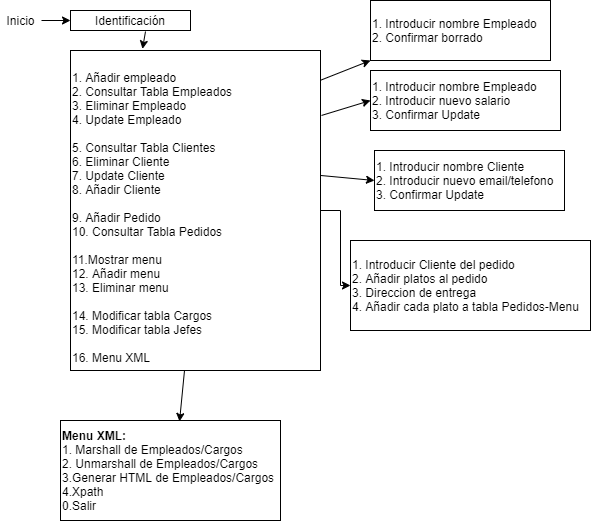 Inicio
Identificación
1. Añadir empleado
2. Consultar Tabla Empleados
3. Eliminar Empleado
4. Update Empleado
5. Consultar Tabla Clientes
6. Eliminar Cliente
7. Update Cliente
8. Añadir Cliente
9. Añadir Pedido
10. Consultar Tabla Pedidos
11.Mostrar menu
12. Añadir menu
13. Eliminar menu
14. Modificar tabla Cargos
15. Modificar tabla Jefes
16. Menu XML
1. Introducir nombre Empleado
2. Confirmar borrado
1. Introducir nombre Empleado
2. Introducir nuevo salario
3. Confirmar Update
1. Introducir nombre Cliente
2. Introducir nuevo email/telefono
3. Confirmar Update
1. Introducir Cliente del pedido
2. Añadir platos al pedido
3. Direccion de entrega
4. Añadir cada plato a tabla Pedidos-Menu
Menu XML:
1. Marshall de Empleados/Cargos
2. Unmarshall de Empleados/Cargos
3.Generar HTML de Empleados/Cargos
4.Xpath
0.Salir